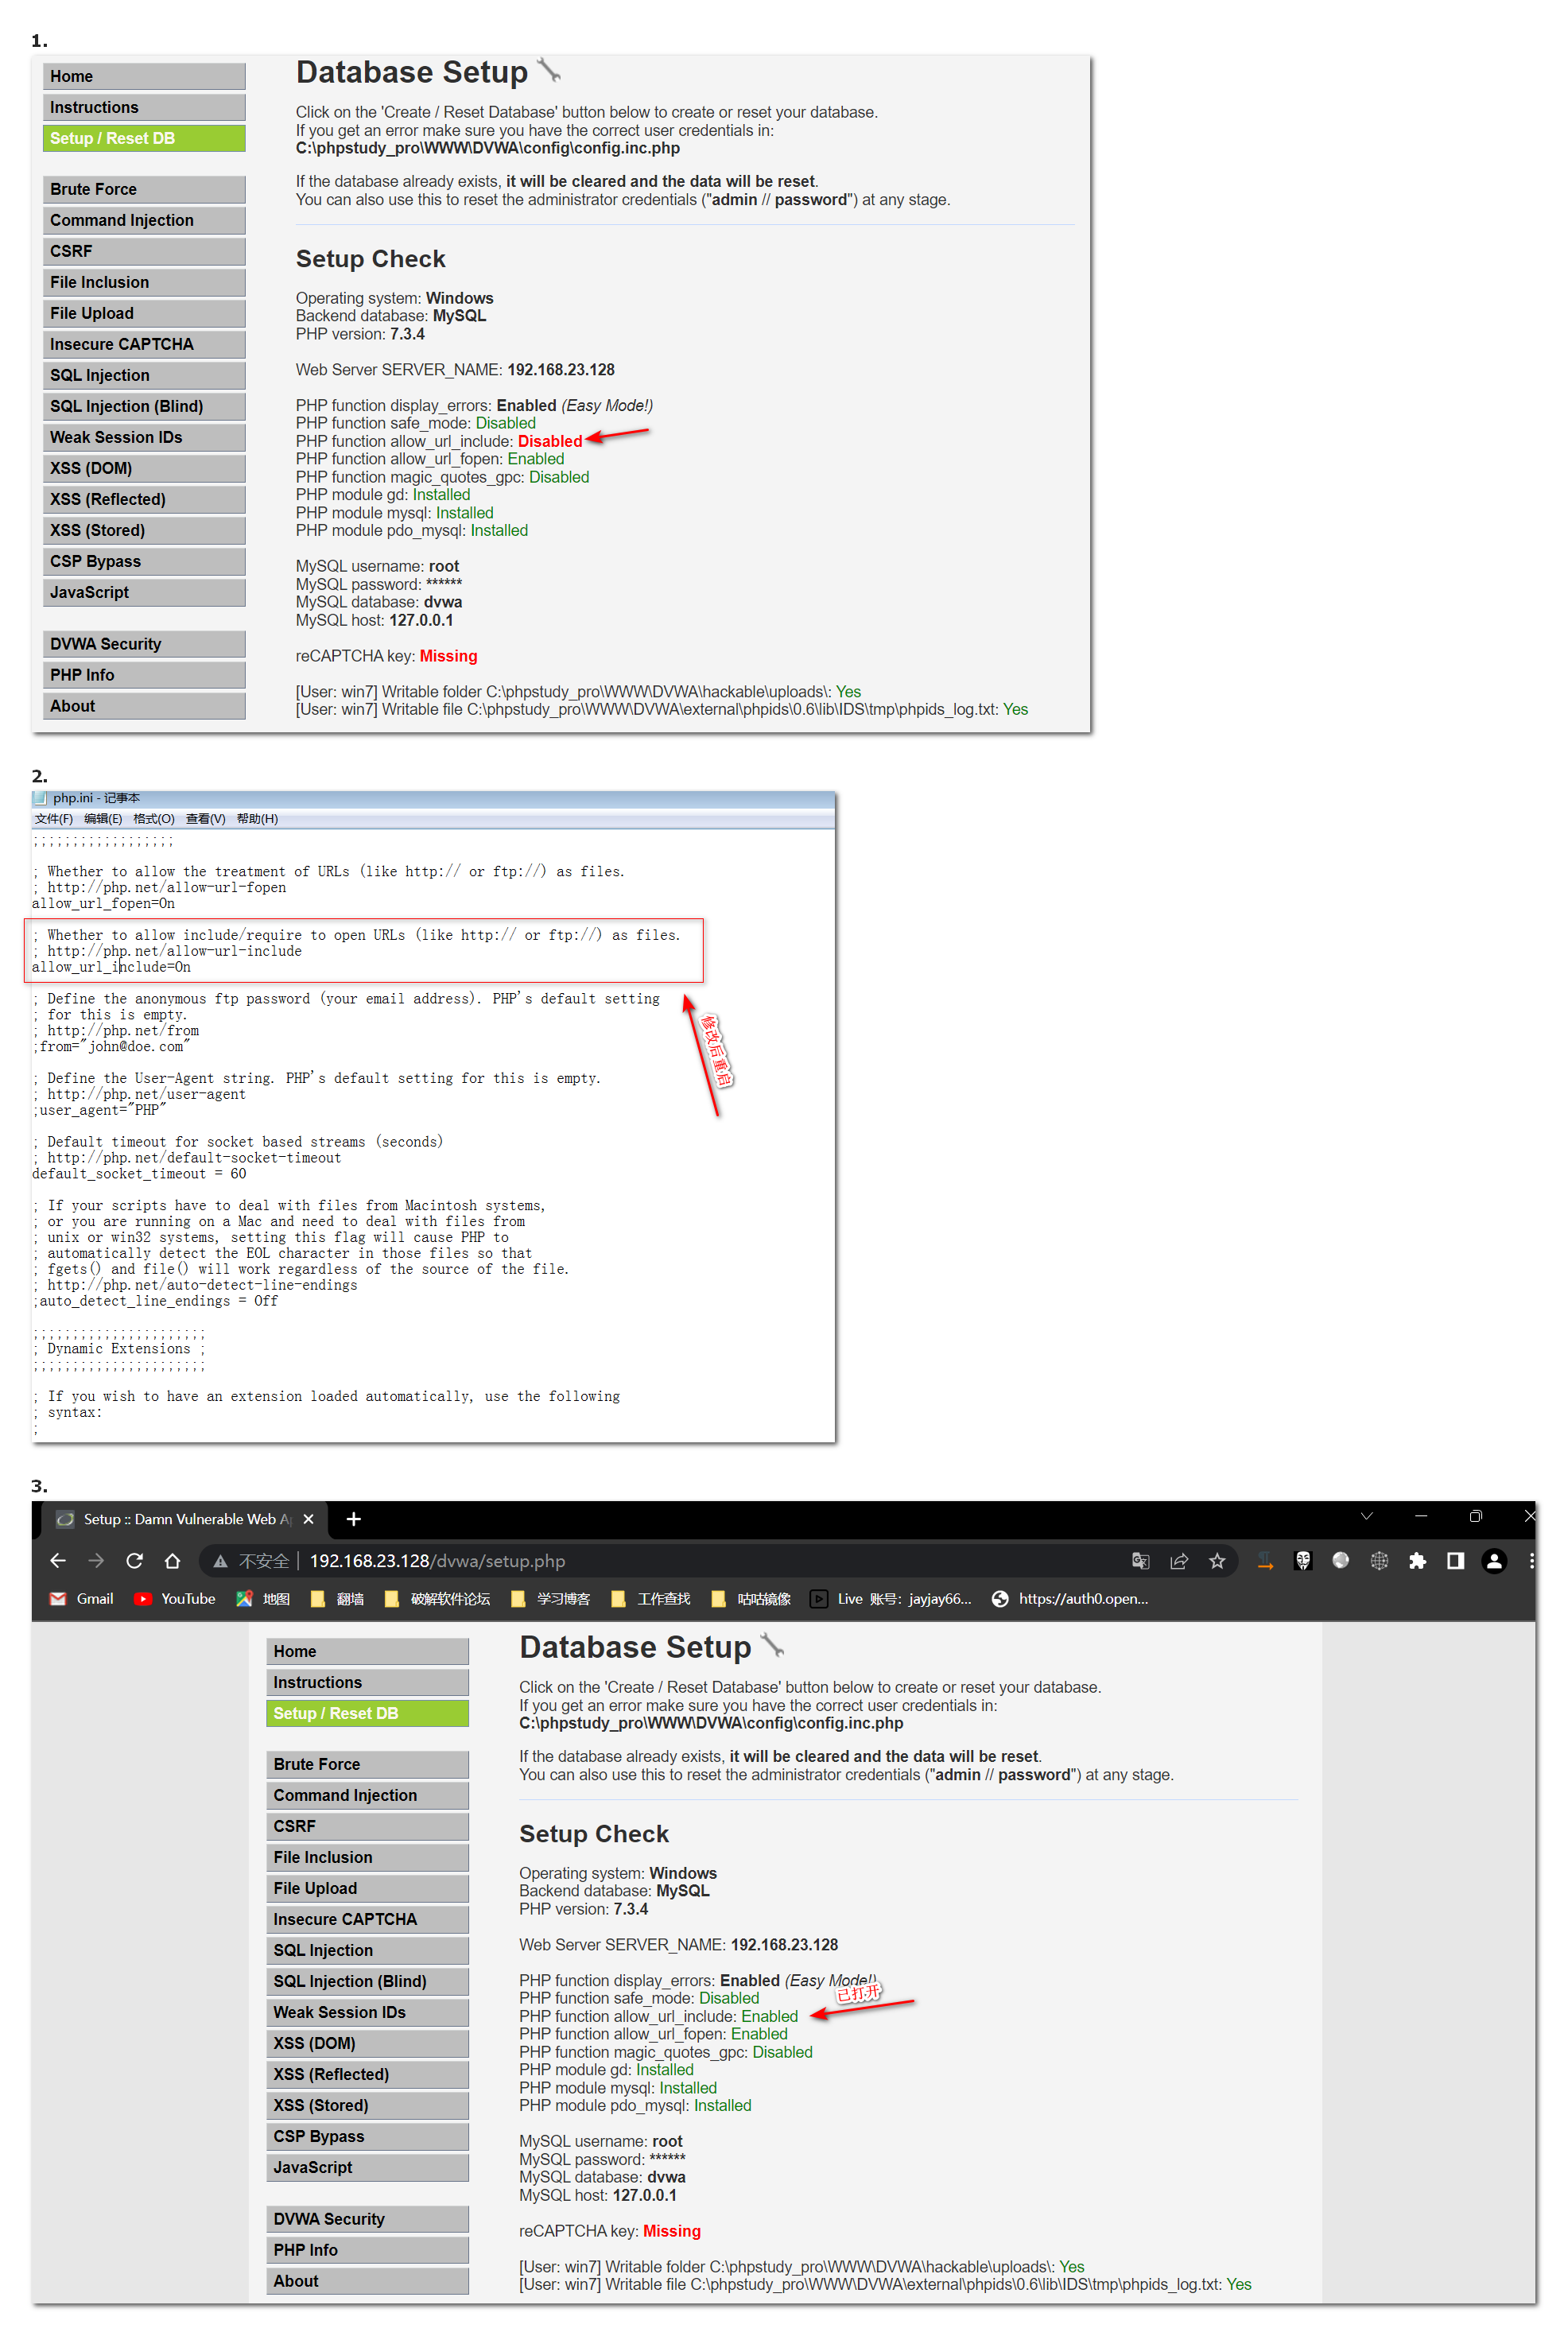 1.
Home
Instructions
Setup / Reset DB
Brute Force
Command Injection
CSRF
File Inclusion
File Upload
Insecure CAPTCHA
SQL Injection
SQL Injection (Blind)
Weak Session IDs
XSS (DOM)
XSS (Reflected)
XSS (Stored)
CSP Bypass
JavaScript
DVWA Security
PHP Info
About
Database Setup
Click on the 'Create / Reset Database' button below to create or reset your database.
If you get an error make sure you have the correct user credentials in:
C:\phpstudy_pro\WWW\DVWA\config\config.inc.php
If the database already exists, it will be cleared and the data will be reset.
You can also use this to reset the administrator credentials ("admin // password") at any stage.
Setup Check
Operating system: Windows
Backend database: MySQL
PHP version: 7.3.4
Web Server SERVER_NAME: 192.168.23.128
PHP function display_errors: Enabled (Easy Mode!)
PHP function safe_mode: Disabled
PHP function allow_url_include: Disabled
PHP function allow_url_fopen: Enabled
PHP function magic_quotes_gpc: Disabled
PHP module gd: Installed
PHP module mysql: Installed
PHP module pdo_mysql: Installed
MySQL username: root
MySQL password: ******
MySQL database: dvwa
MySQL host: 127.0.0.1
reCAPTCHA key: Missing
[User: win7] Writable folder C:\phpstudy_pro\WWW\DVWA\hackable\uploads\: Yes
[User: win7] Writable file C:\phpstudy_pro\WWW\DVWA\external\phpids\0.6\lib\IDS\tmp\phpids_log.txt: Yes
2.
php.ini - 记事本
文件(F) 编辑(E) 格式(O) 查看(V) 帮助(H)
;;;;;;;;;;;;;;;;;;
; Whether to allow the treatment of URLs (like http:// or ftp://) as files.
; http://php.net/allow-url-fopen
allow_url_fopen=On
; Whether to allow include/require to open URLs (like http:// or ftp://) as files.
; http://php.net/allow-url-include
allow_url_include=On
; Define the anonymous ftp password (your email address). PHP's default setting
; for this is empty.
; http://php.net/from
;from="john@doe.com"
修改后重启
; Define the User-Agent string. PHP's default setting for this is empty.
; http://php.net/user-agent
;user_agent="PHP"
; Default timeout for socket based streams (seconds)
; http://php.net/default-socket-timeout
default_socket_timeout = 60
; If your scripts have to deal with files from Macintosh systems,
; or you are running on a Mac and need to deal with files from
; unix or win32 systems, setting this flag will cause PHP to
; automatically detect the EOL character in those files so that
; fgets() and file() will work regardless of the source of the file.
; http://php.net/auto-detect-line-endings
;auto_detect_line_endings = Off
;;;;;;;;;;;;;;;;;;;;;;
; Dynamic Extensions ;
;;;;;;;;;;;;;;;;;;;;;;
; If you wish to have an extension loaded automatically, use the following
; syntax:
;
3.
Setup :: Damn Vulnerable Web Ap
不安全 192.168.23.128/dvwa/setup.php
Gmail YouTube 地图 翻墙 破解软件论坛 学习博客 工作查找 咕咕镜像 Live 账号：jayjay66... https://auth0.open...
Home
Instructions
Setup / Reset DB
Brute Force
Command Injection
CSRF
File Inclusion
File Upload
Insecure CAPTCHA
SQL Injection
SQL Injection (Blind)
Weak Session IDs
XSS (DOM)
XSS (Reflected)
XSS (Stored)
CSP Bypass
JavaScript
DVWA Security
PHP Info
About
Database Setup
Click on the 'Create / Reset Database' button below to create or reset your database.
If you get an error make sure you have the correct user credentials in:
C:\phpstudy_pro\WWW\DVWA\config\config.inc.php
If the database already exists, it will be cleared and the data will be reset.
You can also use this to reset the administrator credentials ("admin // password") at any stage.
Setup Check
Operating system: Windows
Backend database: MySQL
PHP version: 7.3.4
Web Server SERVER_NAME: 192.168.23.128
PHP function display_errors: Enabled (Easy Mode!)
PHP function safe_mode: Disabled
已打开
PHP function allow_url_include: Enabled
PHP function allow_url_fopen: Enabled
PHP function magic_quotes_gpc: Disabled
PHP module gd: Installed
PHP module mysql: Installed
PHP module pdo_mysql: Installed
MySQL username: root
MySQL password: ******
MySQL database: dvwa
MySQL host: 127.0.0.1
reCAPTCHA key: Missing
[User: win7] Writable folder C:\phpstudy_pro\WWW\DVWA\hackable\uploads\: Yes
[User: win7] Writable file C:\phpstudy_pro\WWW\DVWA\external\phpids\0.6\lib\IDS\tmp\phpids_log.txt: Yes